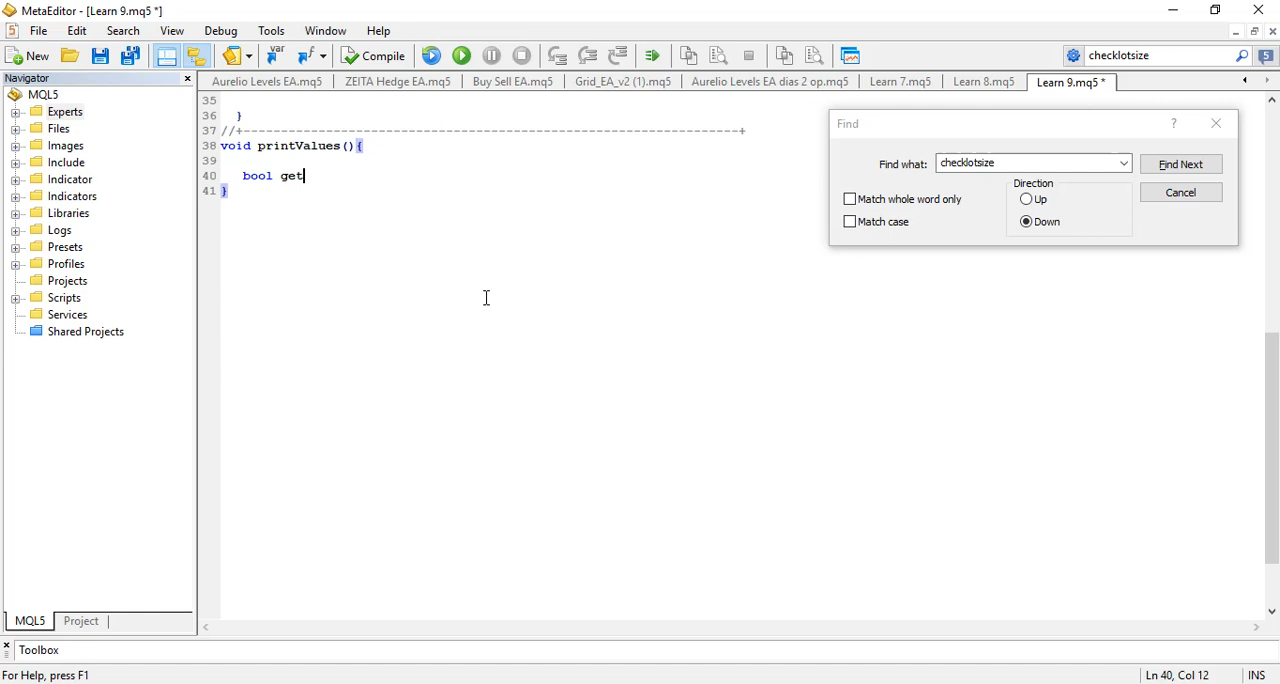 MetaEditor - [Learn 9.mq5 *]
File Edit Search View Debug Tools Window Help
New Compile checklotsize 5
Navigator
Aurelio Levels EA.mq5 ZEITA Hedge EA.mq5 Buy Sell EA.mq5 Grid_EA_v2 (1).mq5 Aurelio Levels EA dias 2 op.mq5 Learn 7.mq5 Learn 8.mq5 Learn 9.mq5 *
MQL5
Experts
Files
Images
Include
Indicator
Indicators
Libraries
Logs
Presets
Profiles
Projects
Scripts
Services
Shared Projects
35
36 }
37 //+------------------------------------------------------------------+
38 void printValues(){
39
40 bool get
41 }
Find ?
Find what: checklotsize Find Next
Direction
Match whole word only Up Cancel
Match case Down
MQL5 Project
Toolbox
For Help, press F1 Ln 40, Col 12 INS